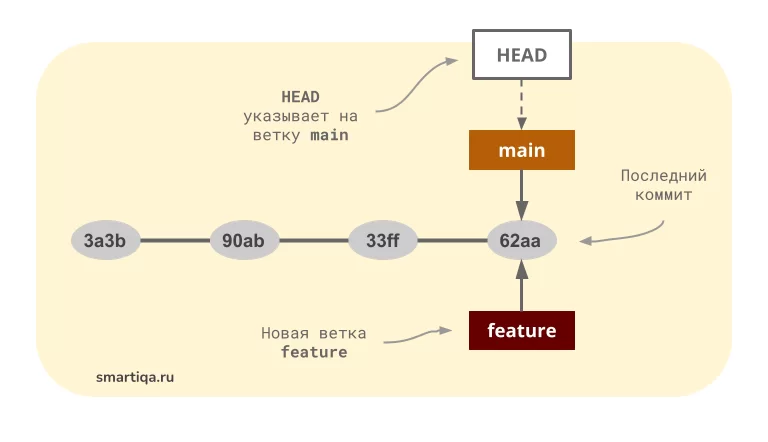 HEAD
HEAD
указывает на
ветку main
main
Последний
коммит
3a3b
90ab
33ff
62aa
Новая ветка
feature
feature
smartiqa.ru